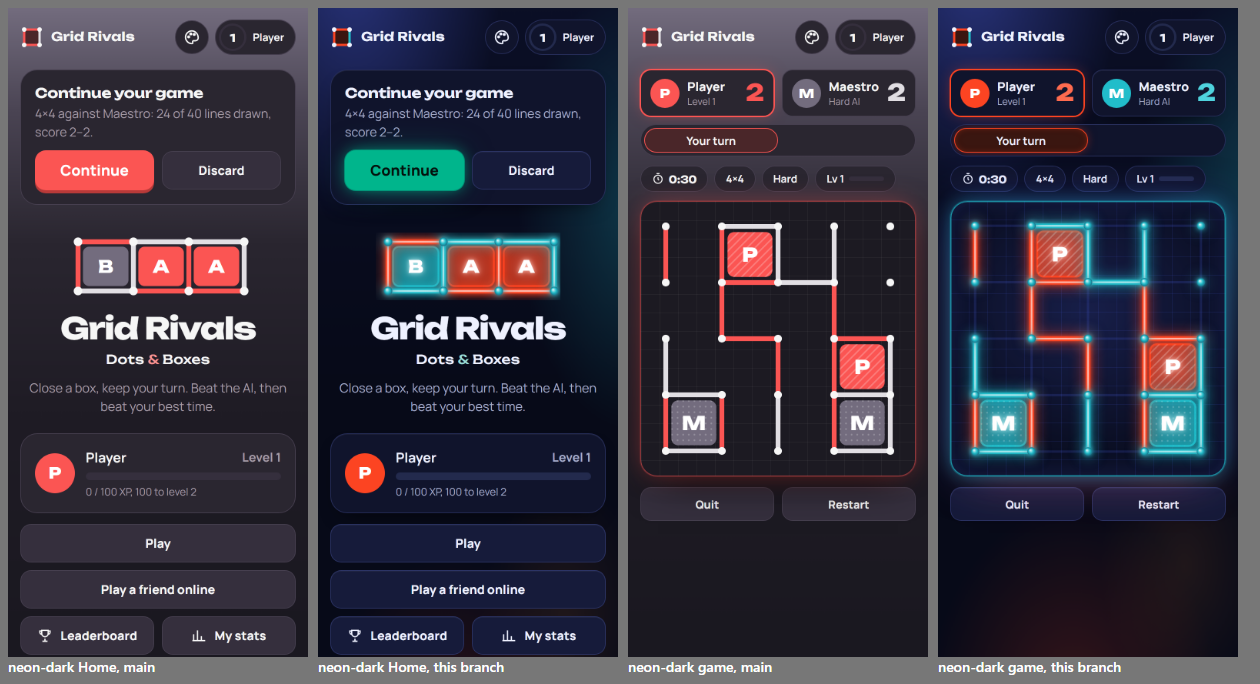 Grid Rivals
1 Player
Continue your game
4×4 against Maestro: 24 of 40 lines drawn,
score 2–2.
Continue Discard
B A A
Grid Rivals
Dots & Boxes
Close a box, keep your turn. Beat the AI, then
beat your best time.
P
Player Level 1
0 / 100 XP, 100 to level 2
Play
Play a friend online
Leaderboard My stats
neon-dark Home, main
Grid Rivals
1 Player
Continue your game
4×4 against Maestro: 24 of 40 lines drawn,
score 2–2.
Continue Discard
B A A
Grid Rivals
Dots & Boxes
Close a box, keep your turn. Beat the AI, then
beat your best time.
P
Player Level 1
0 / 100 XP, 100 to level 2
Play
Play a friend online
Leaderboard My stats
neon-dark Home, this branch
Grid Rivals
1 Player
P Player 2 M Maestro 2
Level 1 Hard AI
Your turn
0:30 4×4 Hard Lv 1
P
P
M M
Quit Restart
neon-dark game, main
Grid Rivals
1 Player
P Player 2 M Maestro 2
Level 1 Hard AI
Your turn
0:30 4×4 Hard Lv 1
P
P
M M
Quit Restart
neon-dark game, this branch